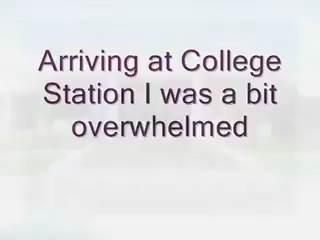 Arriving at College
Station I was a bit
overwhelmed